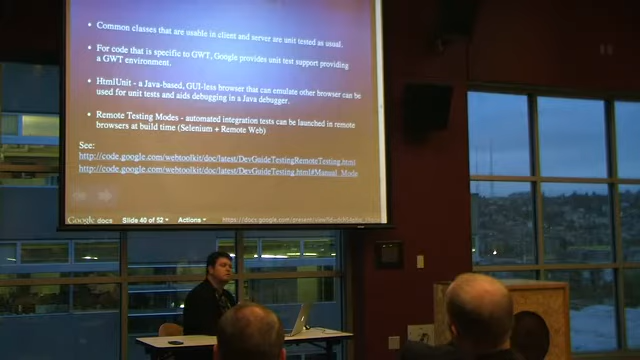 • Common classes that are usable in client and server are unit tested as usual.
• For code that is specific to GWT, Google provides unit test support providing
a GWT environment.
• HtmlUnit - a Java-based, GUI-less browser that can emulate other browser can be
used for unit tests and aids debugging in a Java debugger.
• Remote Testing Modes - automated integration tests can be launched in remote
browsers at build time (Selenium + Remote Web)
See:
http://code.google.com/webtoolkit/doc/latest/DevGuideTestingRemoteTesting.html
http://code.google.com/webtoolkit/doc/latest/DevGuideTesting.html#Manual_Mode
Google docs Slide 40 of 52 Actions